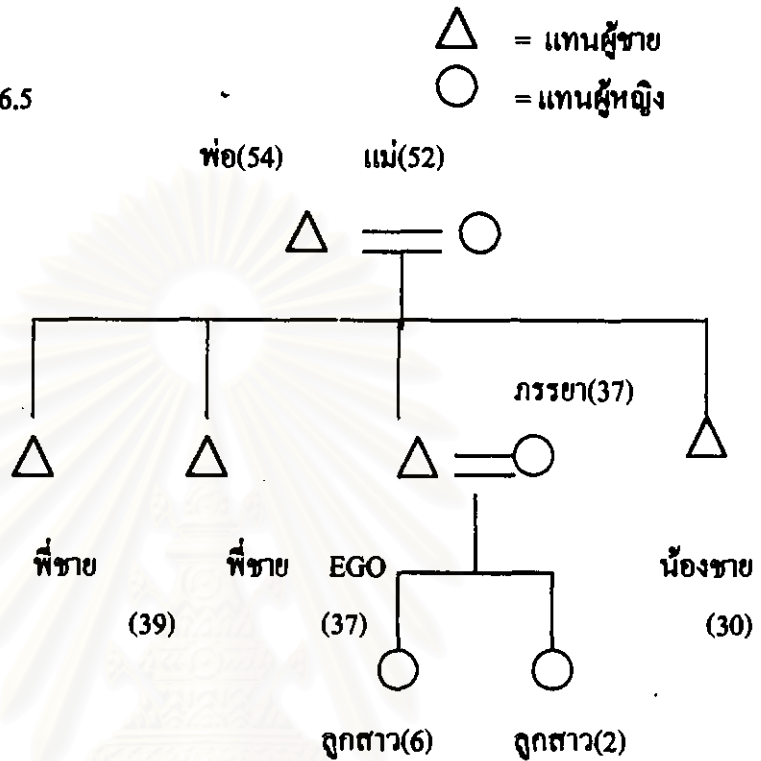 = แทนผู้ชาย
6.5
= แทนผู้หญิง
พ่อ(54) แม่(52)
ภรรยา(37)
พี่ชาย พี่ชาย EGO น้องชาย
(39) (37) (30)
ลูกสาว(6) ลูกสาว(2)